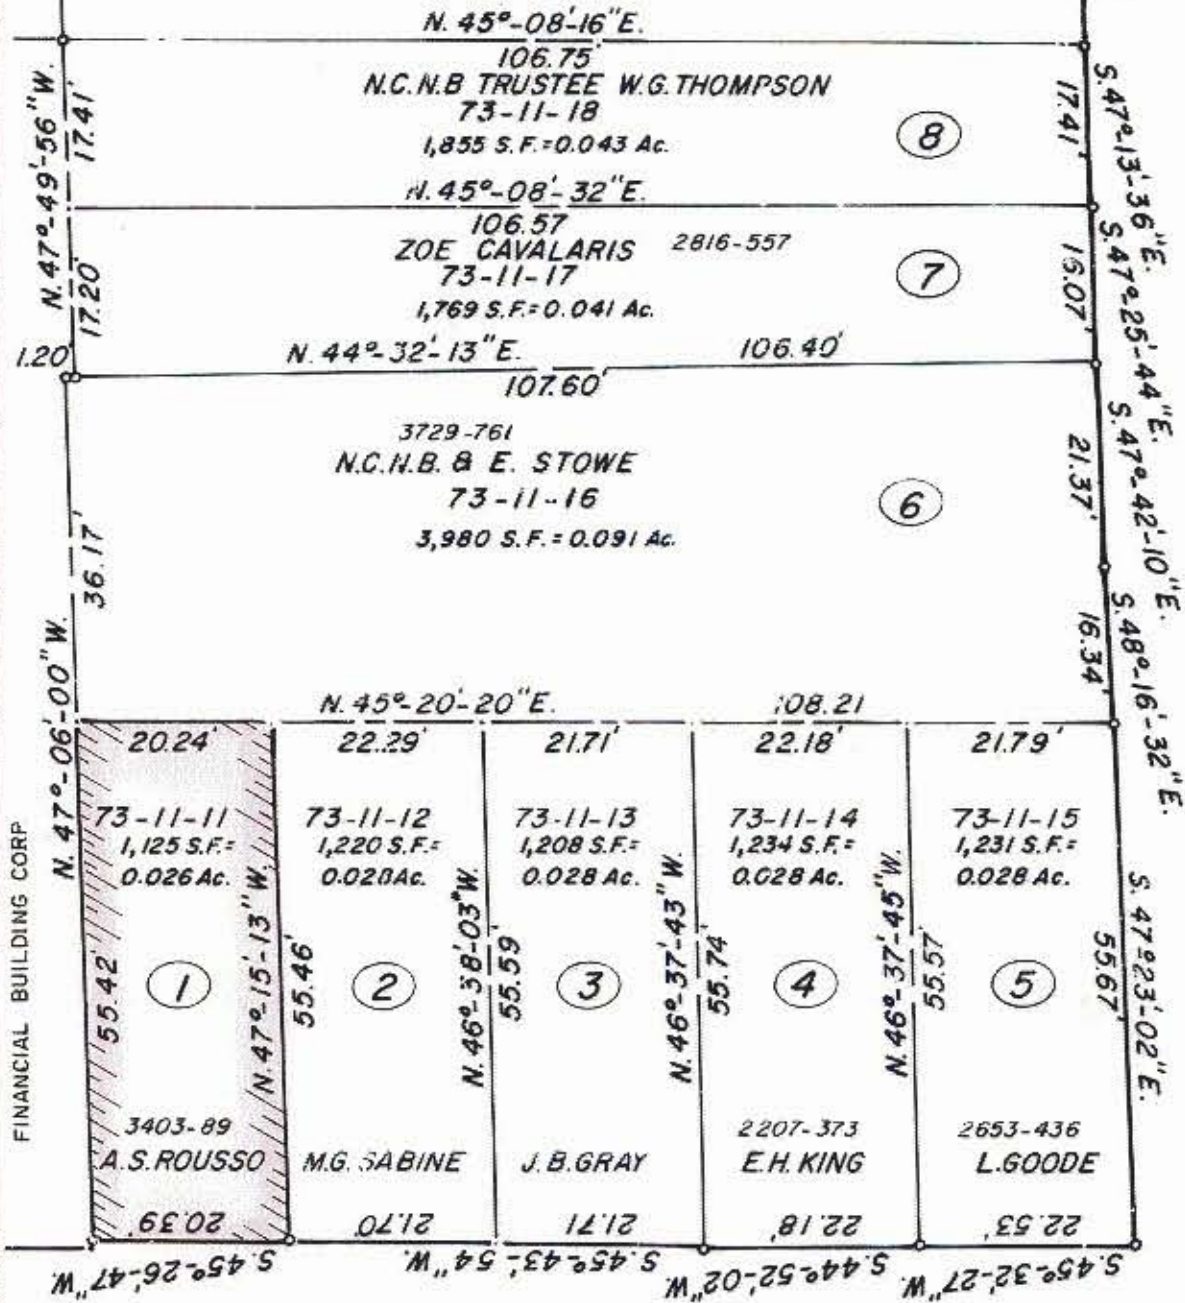 N. 45°-08'-16"E.
106.75'
N.C.N.B TRUSTEE W.G. THOMPSON
73-11-18
1,855 S.F.=0.043 Ac.
8
N. 47°-49'-56"W.
17.41'
17.41'
S. 47°-13'-36"E.
N. 45°-08'-32"E.
106.57
ZOE CAVALARIS 2816-557
73-11-17
1,769 S.F.=0.041 Ac.
7
17.20'
16.07'
S. 47°-25'-44"E.
1.20'
N. 44°-32'-13"E. 106.40'
107.60'
3729-761
N.C.N.B. & E. STOWE
73-11-16
3,980 S.F.=0.091 Ac.
6
36.17'
21.37'
S. 47°-42'-10"E.
16.34'
S. 48°-16'-32"E.
N. 47°-06'-00"W.
N. 45°-20'-20"E. 108.21
20.24' 22.29' 21.71' 22.18' 21.79'
73-11-11
1,125 S.F.=
0.026 Ac.
1
55.42'
3403-89
A.S. ROUSSO
20.39'
N. 47°-15'-13"W.
55.46'
73-11-12
1,220 S.F.=
0.028 Ac.
2
M.G. SABINE
21.70'
N. 46°-38'-03"W.
55.59'
73-11-13
1,208 S.F.=
0.028 Ac.
3
J.B. GRAY
21.71
N. 46°-37'-43"W.
55.74'
73-11-14
1,234 S.F.=
0.028 Ac.
4
2207-373
E.H. KING
22.18'
N. 46°-37'-45"W.
55.57'
73-11-15
1,231 S.F.=
0.028 Ac.
5
2653-436
L. GOODE
22.53'
55.67'
S. 47°23'-02"E.
FINANCIAL BUILDING CORP
S. 45°-26'-47"W.
S. 45°-43'-54"W.
S. 44°-52'-02"W.
S. 45°-32'-27"W.